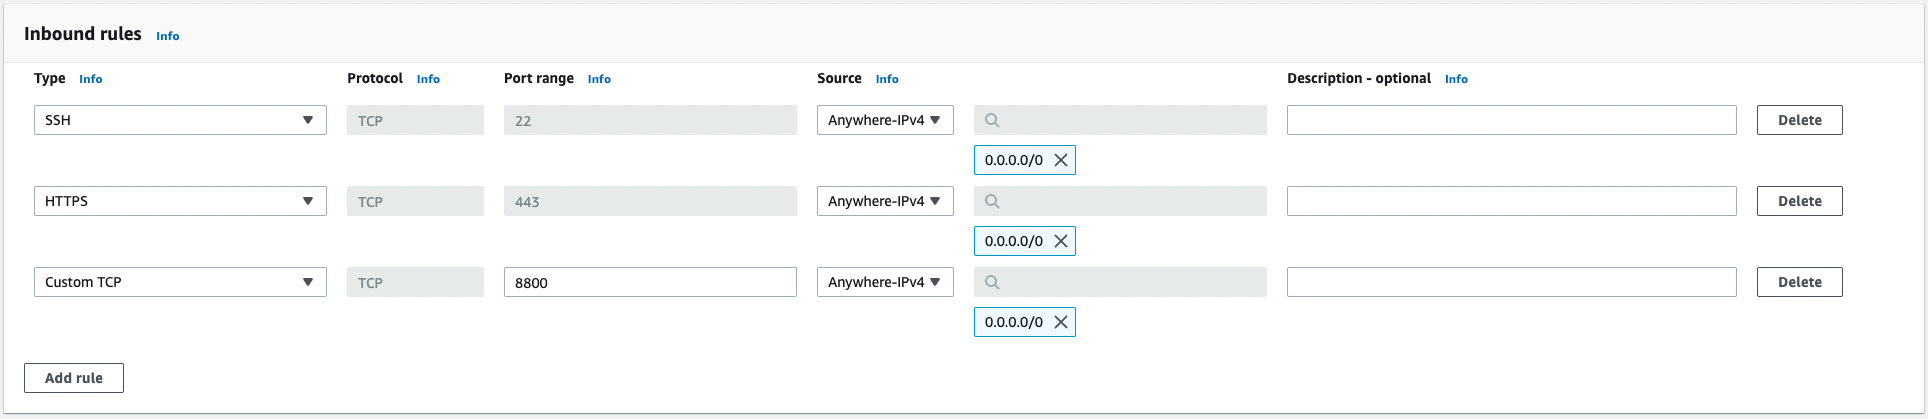 Inbound rules Info
Type Info Protocol Info Port range Info Source Info Description - optional Info
SSH TCP 22 Anywhere-IPv4 Delete
0.0.0.0/0
HTTPS TCP 443 Anywhere-IPv4 Delete
0.0.0.0/0
Custom TCP TCP 8800 Anywhere-IPv4 Delete
0.0.0.0/0
Add rule